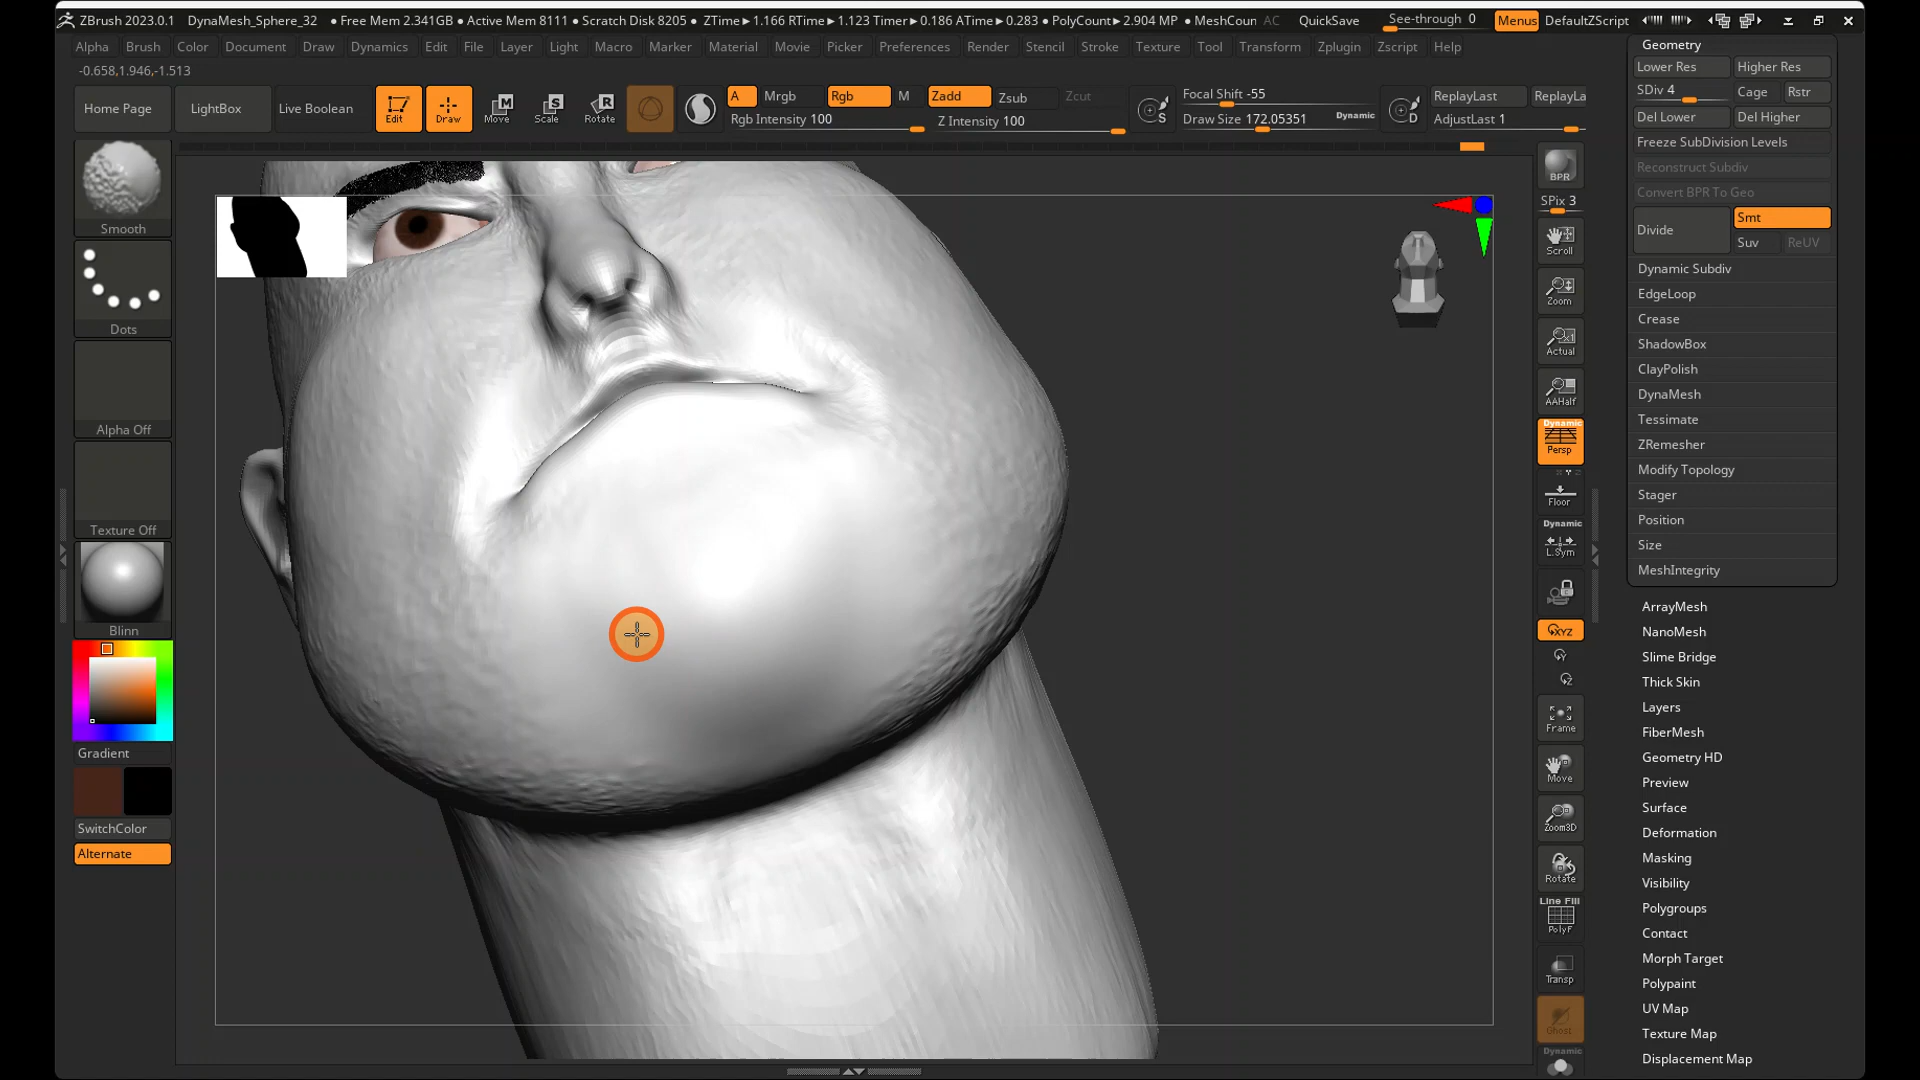 ZBrush 2023.0.1 DynaMesh_Sphere_32 ● Free Mem 2.341GB ● Active Mem 8111 ● Scratch Disk 8205 ● ZTime►1.166 RTime►1.123 Timer►0.186 ATime►0.283 ● PolyCount►2.904 MP ● MeshCoun AC QuickSave See-through 0 Menus DefaultZScript
Alpha Brush Color Document Draw Dynamics Edit File Layer Light Macro Marker Material Movie Picker Preferences Render Stencil Stroke Texture Tool Transform Zplugin Zscript Help
-0.658,1.946,-1.513
Home Page LightBox Live Boolean Edit Draw Move Scale Rotate
A Mrgb Rgb M Zadd Zsub Zcut
Rgb Intensity 100 Z Intensity 100
Focal Shift -55
Draw Size 172.05351 Dynamic
ReplayLast ReplayLa
AdjustLast 1
Smooth
Dots
Alpha Off
Texture Off
Blinn
Gradient
SwitchColor
Alternate
BPR
SPix 3
Scroll
Zoom
Actual
AAHalf
Dynamic
Persp
Floor
Dynamic
L.Sym
XYZ
Y
Z
Frame
Move
Zoom3D
Rotate
Line Fill
PolyF
Transp
Ghost
Dynamic
Geometry
Lower Res Higher Res
SDiv 4 Cage Rstr
Del Lower Del Higher
Freeze SubDivision Levels
Reconstruct Subdiv
Convert BPR To Geo
Divide Smt
Suv ReUV
Dynamic Subdiv
EdgeLoop
Crease
ShadowBox
ClayPolish
DynaMesh
Tessimate
ZRemesher
Modify Topology
Stager
Position
Size
MeshIntegrity
ArrayMesh
NanoMesh
Slime Bridge
Thick Skin
Layers
FiberMesh
Geometry HD
Preview
Surface
Deformation
Masking
Visibility
Polygroups
Contact
Morph Target
Polypaint
UV Map
Texture Map
Displacement Map